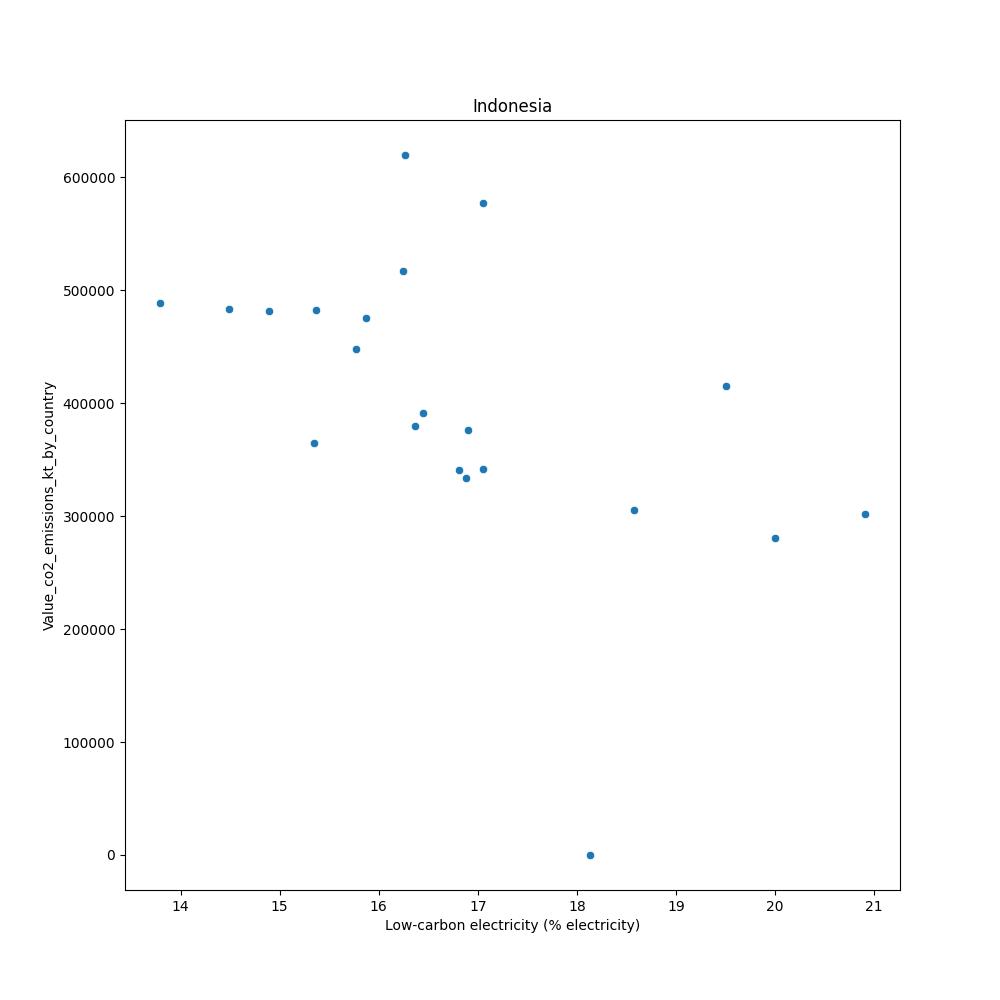 Indonesia
Value_co2_emissions_kt_by_country
600000
500000
400000
300000
200000
100000
0
14 15 16 17 18 19 20 21
Low-carbon electricity (% electricity)